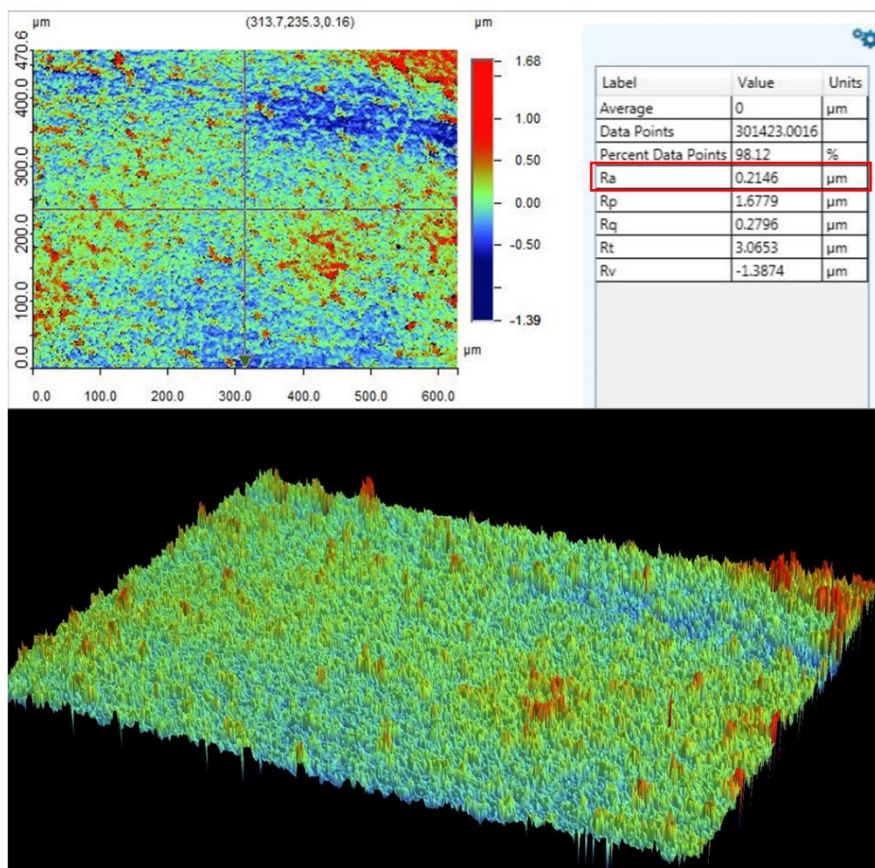 µm (313.7,235.3,0.16) µm
470.6
400.0
300.0
200.0
100.0
0.0
0.0 100.0 200.0 300.0 400.0 500.0 600.0
1.68
1.00
0.50
0.00
-0.50
-1.39
µm
Label Value Units
Average 0 µm
Data Points 301423.0016
Percent Data Points 98.12 %
Ra 0.2146 µm
Rp 1.6779 µm
Rq 0.2796 µm
Rt 3.0653 µm
Rv -1.3874 µm